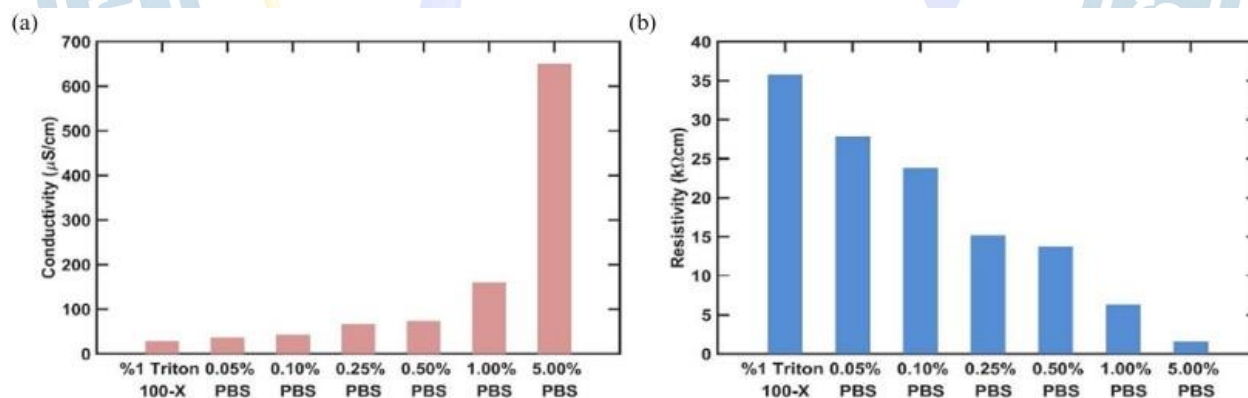 (a)
700
600
500
400
300
200
100
0
Conductivity (µS/cm)
%1 Triton 0.05% 0.10% 0.25% 0.50% 1.00% 5.00%
100-X PBS PBS PBS PBS PBS PBS
(b)
40
35
30
25
20
15
10
5
0
Resistivity (kΩcm)
%1 Triton 0.05% 0.10% 0.25% 0.50% 1.00% 5.00%
100-X PBS PBS PBS PBS PBS PBS